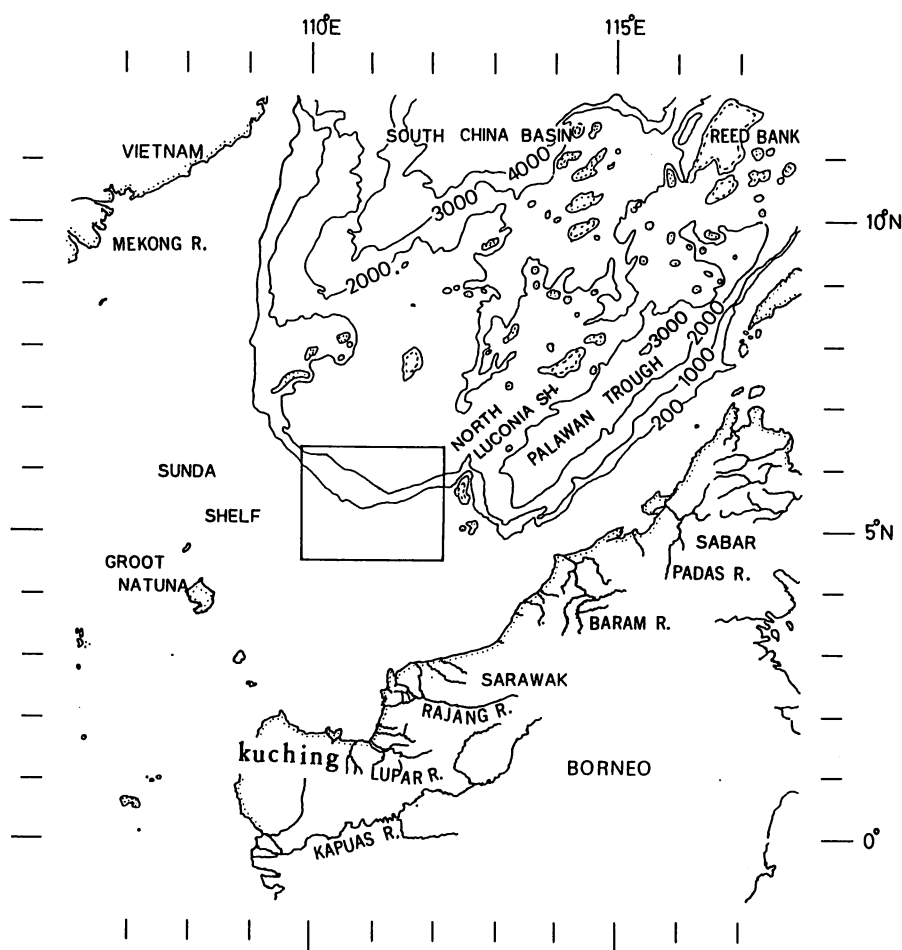 110°E
115°E
SOUTH CHINA BASIN
REED BANK
VIETNAM
4000
3000
10°N
MEKONG R.
2000
3000
2000
1000
200
PALAWAN TROUGH
NORTH
LUCONIA SH.
SUNDA
SHELF
5°N
SABAR
GROOT
NATUNA
PADAS R.
BARAM R.
SARAWAK
RAJANG R.
kuching
LUPAR R.
BORNEO
KAPUAS R.
0°